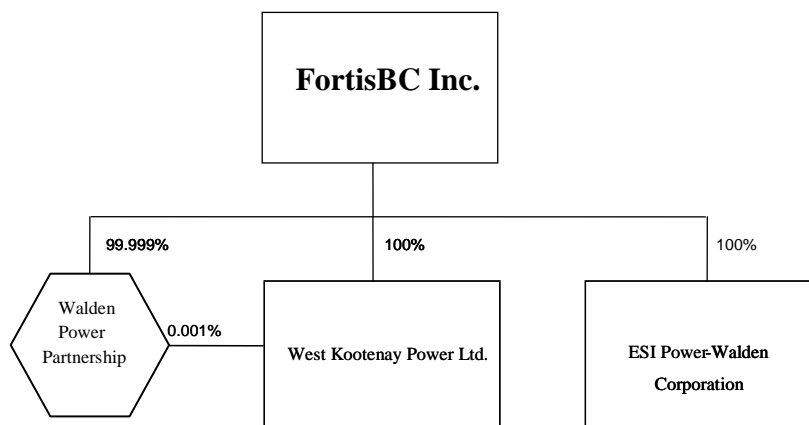 FortisBC Inc.
99.999%
100%
100%
Walden
Power
Partnership
0.001%
West Kootenay Power Ltd.
ESI Power-Walden
Corporation